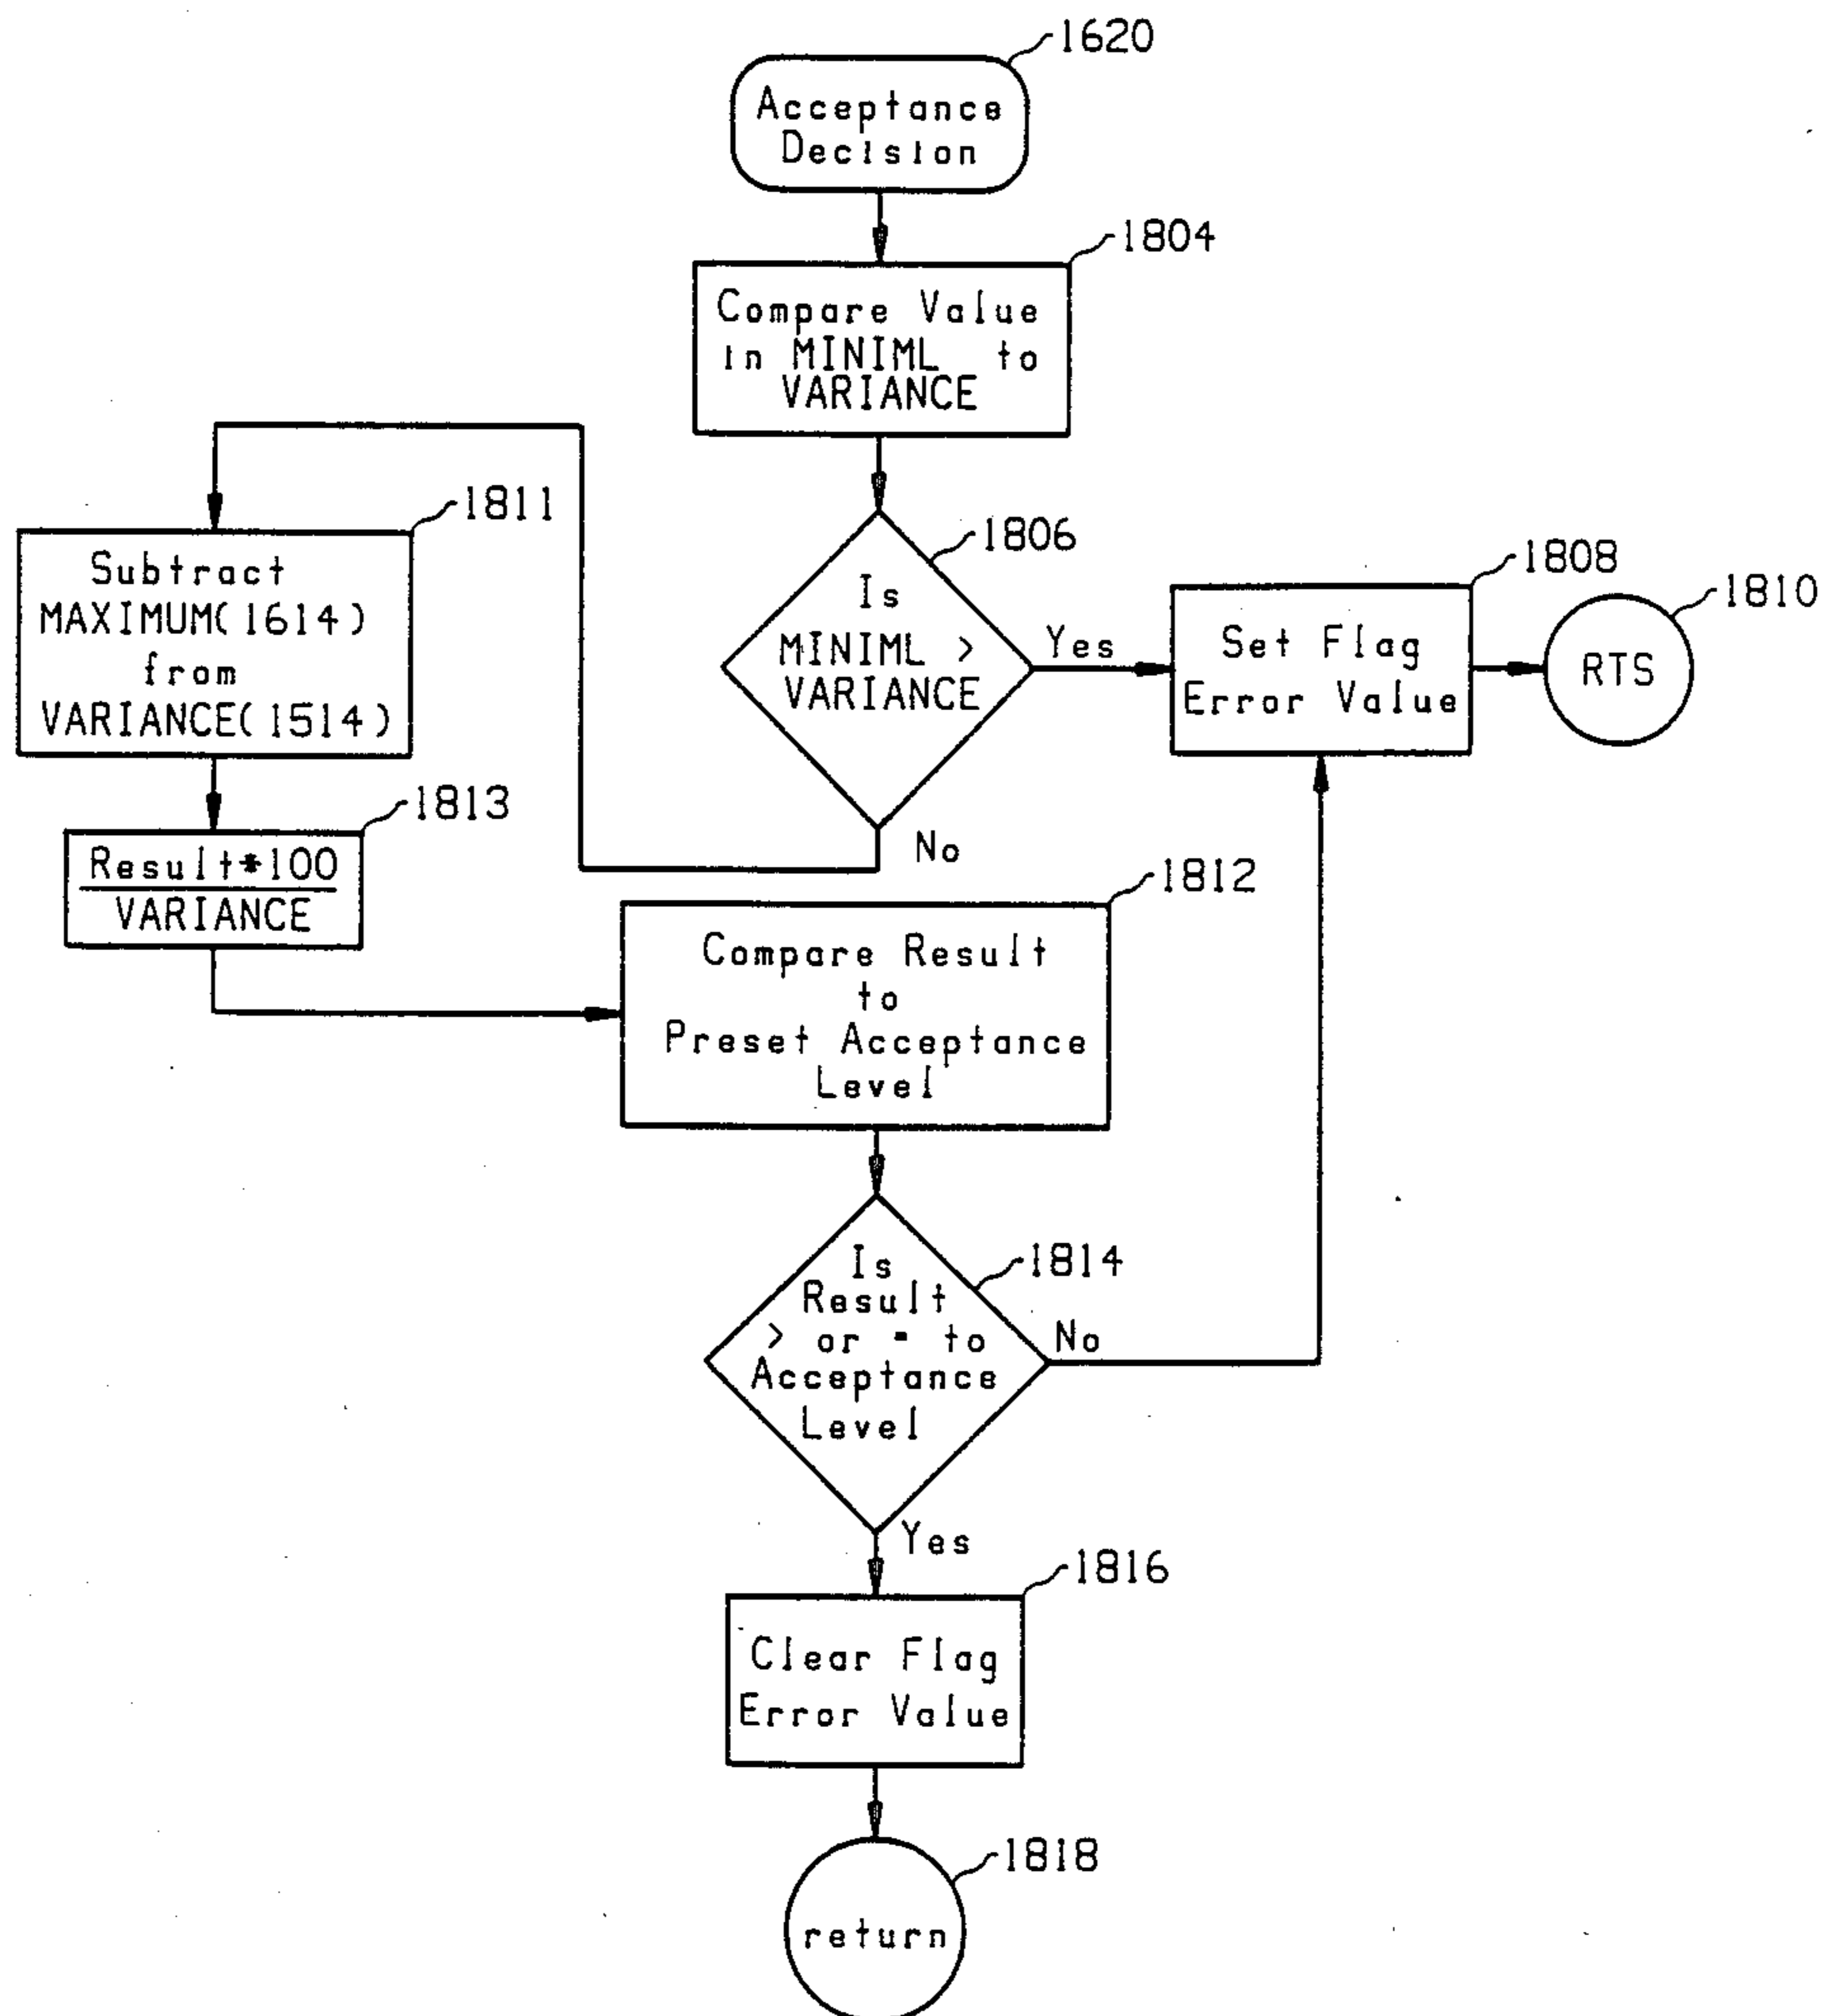 1620
Acceptance
Decision
1804
Compare Value
in MINIML to
VARIANCE
1811
Subtract
MAXIMUM(1614)
from
VARIANCE(1514)
1806
Is
MINIML >
VARIANCE
Yes
No
1808
Set Flag
Error Value
1810
RTS
1813
Result*100
VARIANCE
1812
Compare Result
to
Preset Acceptance
Level
1814
Is
Result
> or = to
Acceptance
Level
No
Yes
1816
Clear Flag
Error Value
1818
return